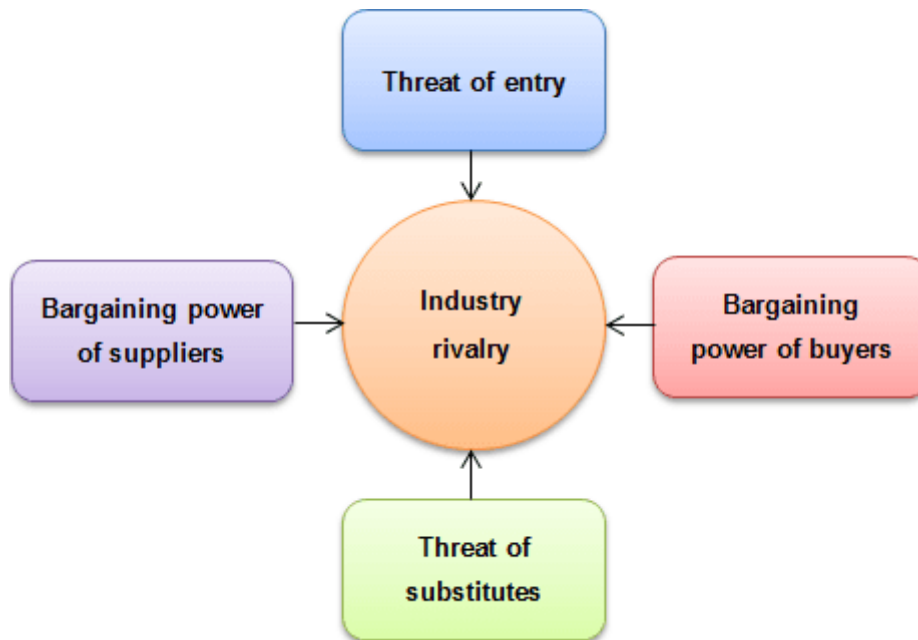 Threat of entry
Bargaining power
of suppliers
Industry
rivalry
Bargaining
power of buyers
Threat of
substitutes